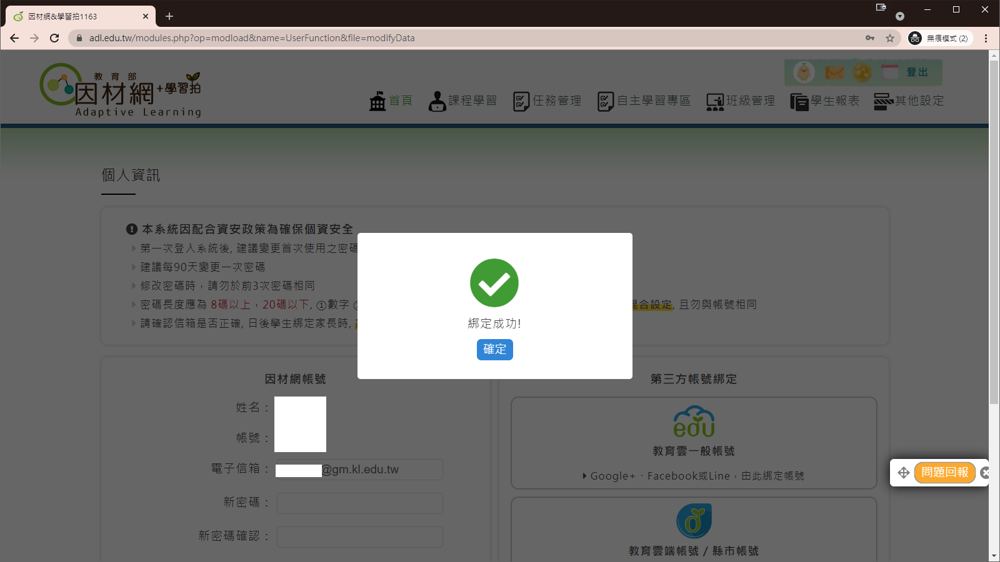 因材網&學習拍1163
adl.edu.tw/modules.php?op=modload&name=UserFunction&file=modifyData
無痕模式 (2)
教育部
因材網+學習拍
Adaptive Learning
登出
首頁 課程學習 任務管理 自主學習專區 班級管理 學生報表 其他設定
個人資訊
本系統因配合資安政策為確保個資安全
第一次登入系統後, 建議變更首次使用之密碼
建議每90天變更一次密碼
修改密碼時，請勿於前3次密碼相同
密碼長度應為 8碼以上，20碼以下, ①數字 混合設定, 且勿與帳號相同
請確認信箱是否正確, 日後學生綁定家長時,
綁定成功!
確定
因材網帳號
姓名：
帳號：
電子信箱： @gm.kl.edu.tw
新密碼：
新密碼確認：
第三方帳號綁定
edu
教育雲一般帳號
Google+、Facebook或Line，由此綁定帳號
教育雲端帳號 / 縣市帳號
問題回報